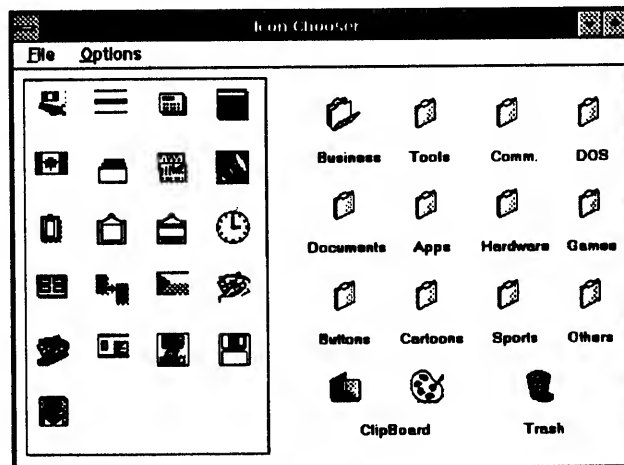 Icon Chooser
File Options
Business Tools Comm. DOS
Documents Apps Hardware Games
Buttons Cartoons Sports Others
ClipBoard Trash